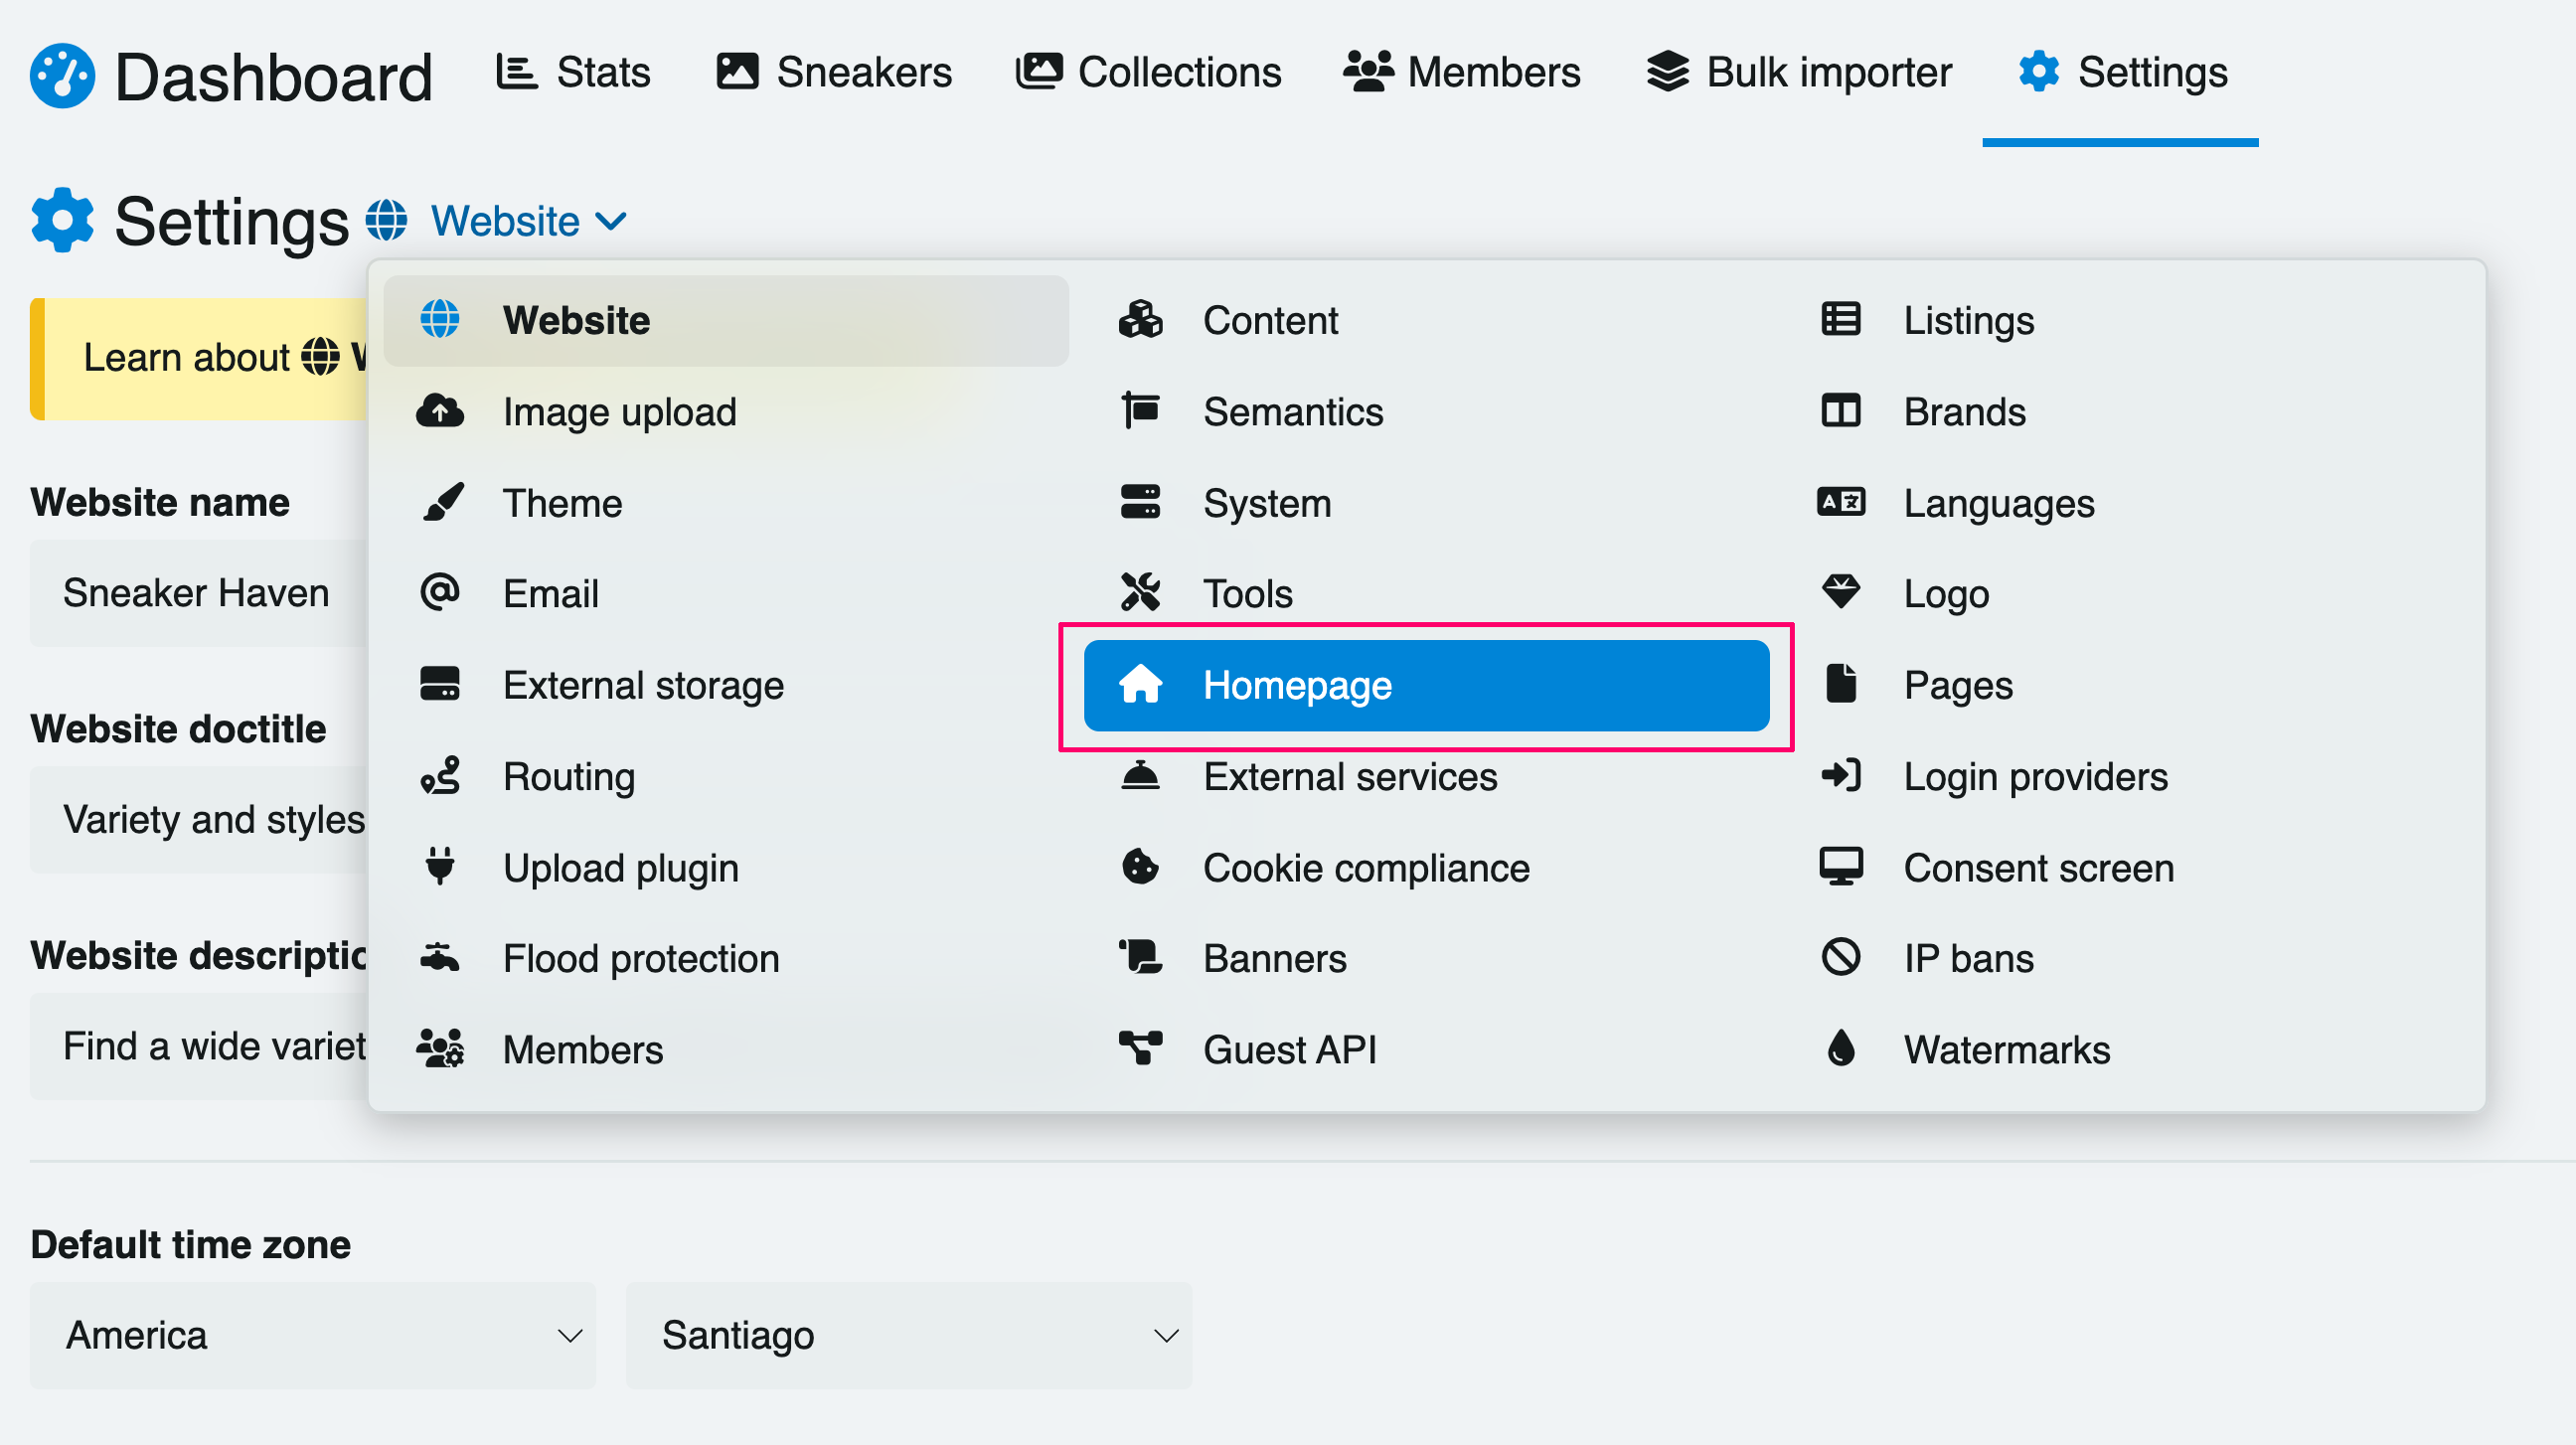 Dashboard Stats Sneakers Collections Members Bulk importer Settings
Settings Website
Website Content Listings
Learn about
Image upload Semantics Brands
Website name
Theme System Languages
Sneaker Haven
Email Tools Logo
External storage Homepage Pages
Website doctitle
Routing External services Login providers
Variety and styles
Upload plugin Cookie compliance Consent screen
Website descriptio
Flood protection Banners IP bans
Find a wide variet
Members Guest API Watermarks
Default time zone
America Santiago